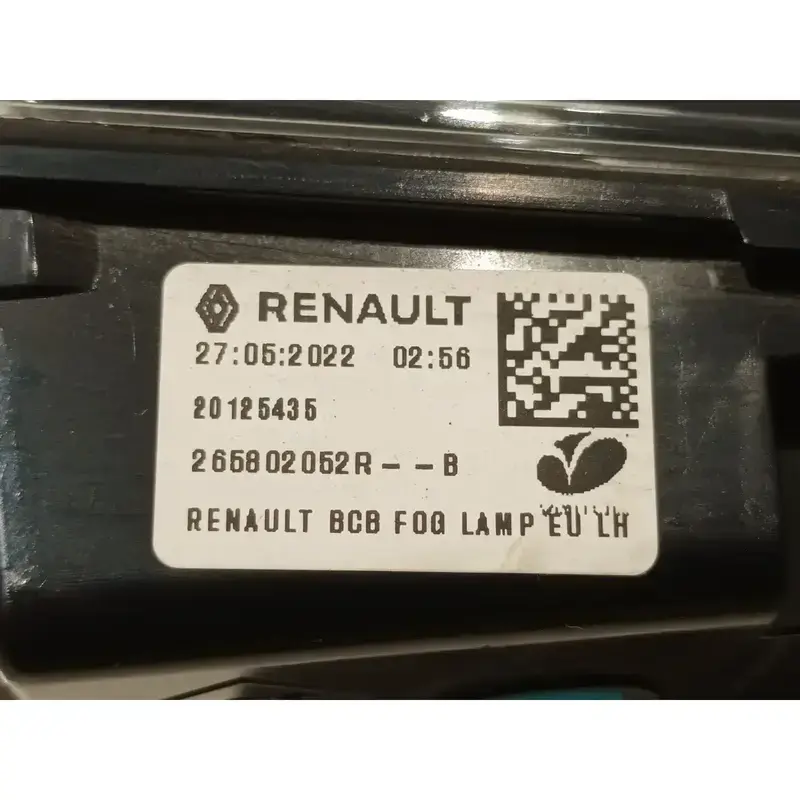 RENAULT
27:05:2022 02:56
20125435
265802052R--B
RENAULT BCB FOG LAMP EU LH